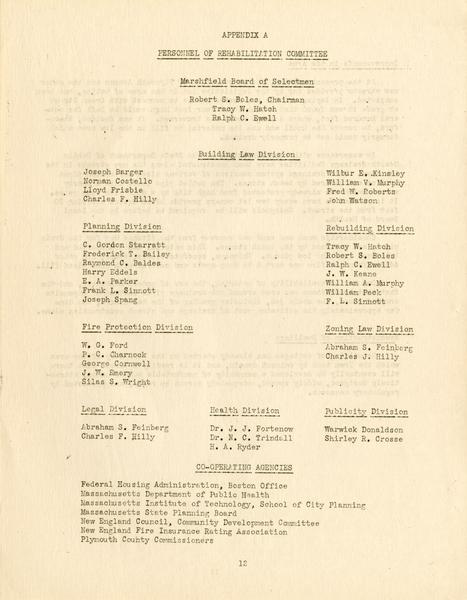 APPENDIX A
PERSONNEL OF REHABILITATION COMMITTEE
Marshfield Board of Selectmen
Robert S. Boles, Chairman
Tracy W. Hatch
Ralph C. Ewell
Building Law Division
Joseph Barger
Norman Costello
Lloyd Frisbie
Charles F. Hilly
Wilbur E. Kinsley
William V. Murphy
Fred W. Roberts
John Watson
Planning Division
C. Gordon Starratt
Frederick T. Bailey
Raymond C. Baldes
Harry Eddels
E. A. Parker
Frank L. Sinnott
Joseph Spang
Rebuilding Division
Tracy W. Hatch
Robert S. Boles
Ralph C. Ewell
J. W. Keane
William A. Murphy
William Peck
F. L. Sinnott
Fire Protection Division
W. G. Ford
P. C. Charnock
George Cornwell
J. W. Emery
Silas S. Wright
Zoning Law Division
Abraham S. Feinberg
Charles J. Hilly
Legal Division
Abraham S. Feinberg
Charles F. Hilly
Health Division
Dr. J. J. Fortenow
Dr. N. C. Trindall
H. A. Ryder
Publicity Division
Warwick Donaldson
Shirley R. Crosse
CO-OPERATING AGENCIES
Federal Housing Administration, Boston Office
Massachusetts Department of Public Health
Massachusetts Institute of Technology, School of City Planning
Massachusetts State Planning Board
New England Council, Community Development Committee
New England Fire Insurance Rating Association
Plymouth County Commissioners
12